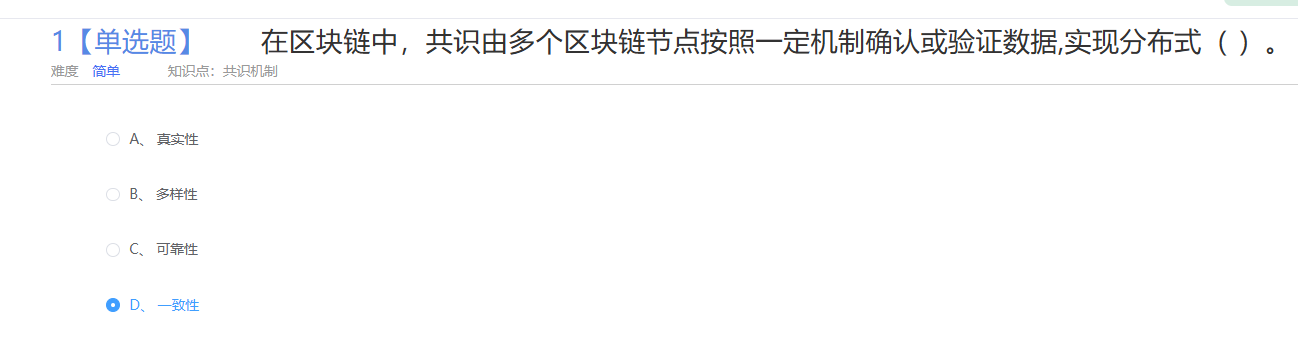 1【单选题】 在区块链中，共识由多个区块链节点按照一定机制确认或验证数据,实现分布式（ ）。
难度 简单 知识点：共识机制
A、 真实性
B、 多样性
C、 可靠性
D、 一致性